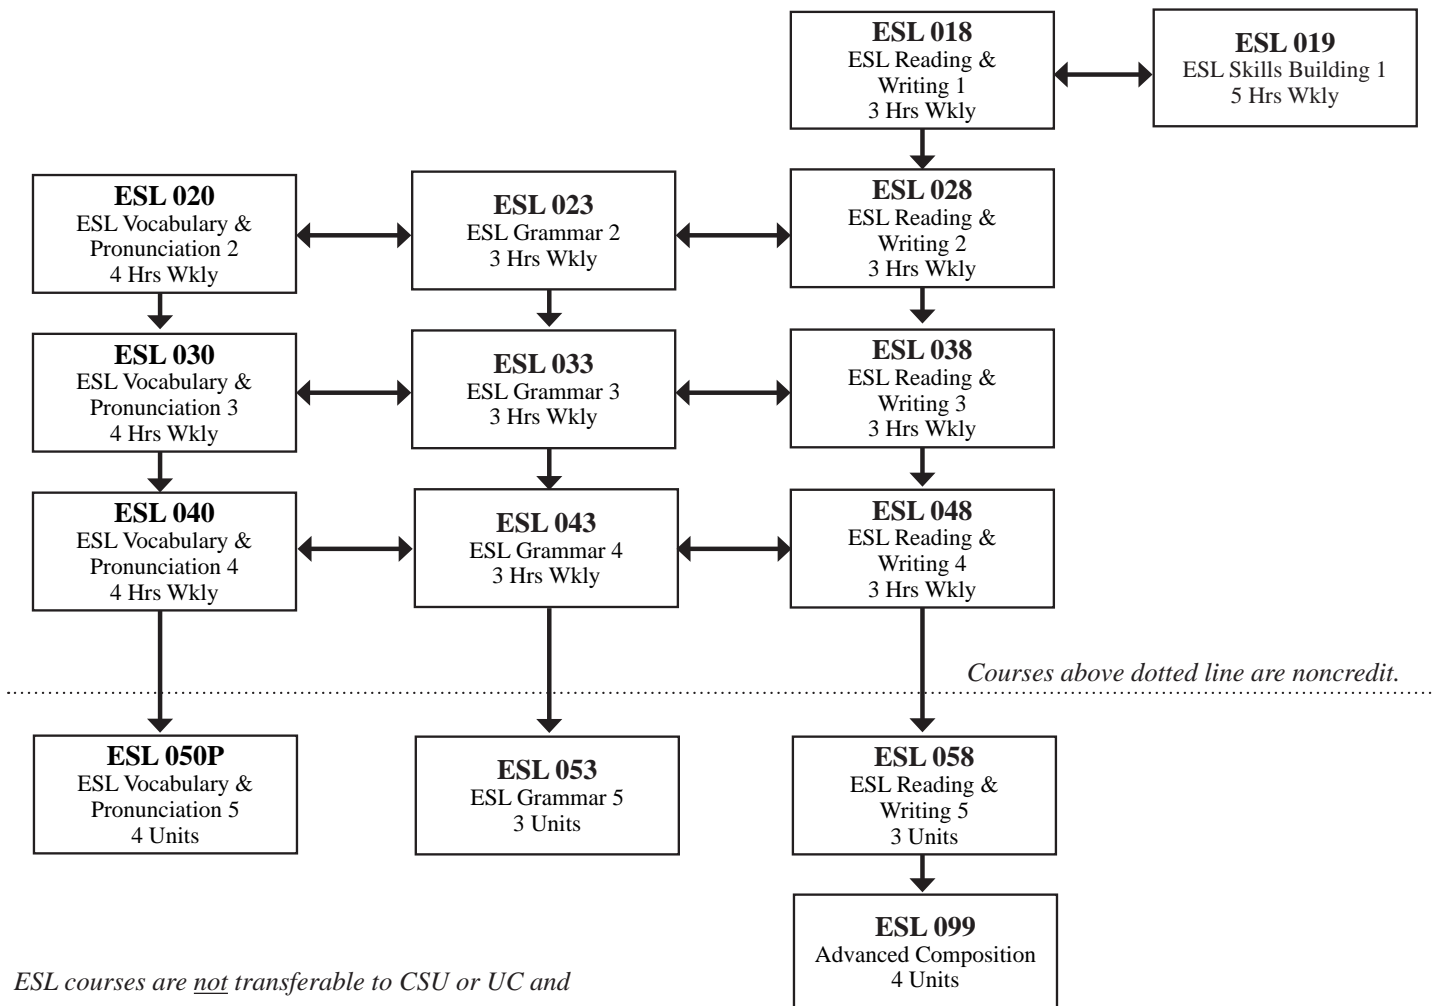 ESL 018
ESL Reading &
Writing 1
3 Hrs Wkly
ESL 019
ESL Skills Building 1
5 Hrs Wkly
ESL 020
ESL Vocabulary &
Pronunciation 2
4 Hrs Wkly
ESL 023
ESL Grammar 2
3 Hrs Wkly
ESL 028
ESL Reading &
Writing 2
3 Hrs Wkly
ESL 030
ESL Vocabulary &
Pronunciation 3
4 Hrs Wkly
ESL 033
ESL Grammar 3
3 Hrs Wkly
ESL 038
ESL Reading &
Writing 3
3 Hrs Wkly
ESL 040
ESL Vocabulary &
Pronunciation 4
4 Hrs Wkly
ESL 043
ESL Grammar 4
3 Hrs Wkly
ESL 048
ESL Reading &
Writing 4
3 Hrs Wkly
Courses above dotted line are noncredit.
ESL 050P
ESL Vocabulary &
Pronunciation 5
4 Units
ESL 053
ESL Grammar 5
3 Units
ESL 058
ESL Reading &
Writing 5
3 Units
ESL 099
Advanced Composition
4 Units
ESL courses are not transferable to CSU or UC and